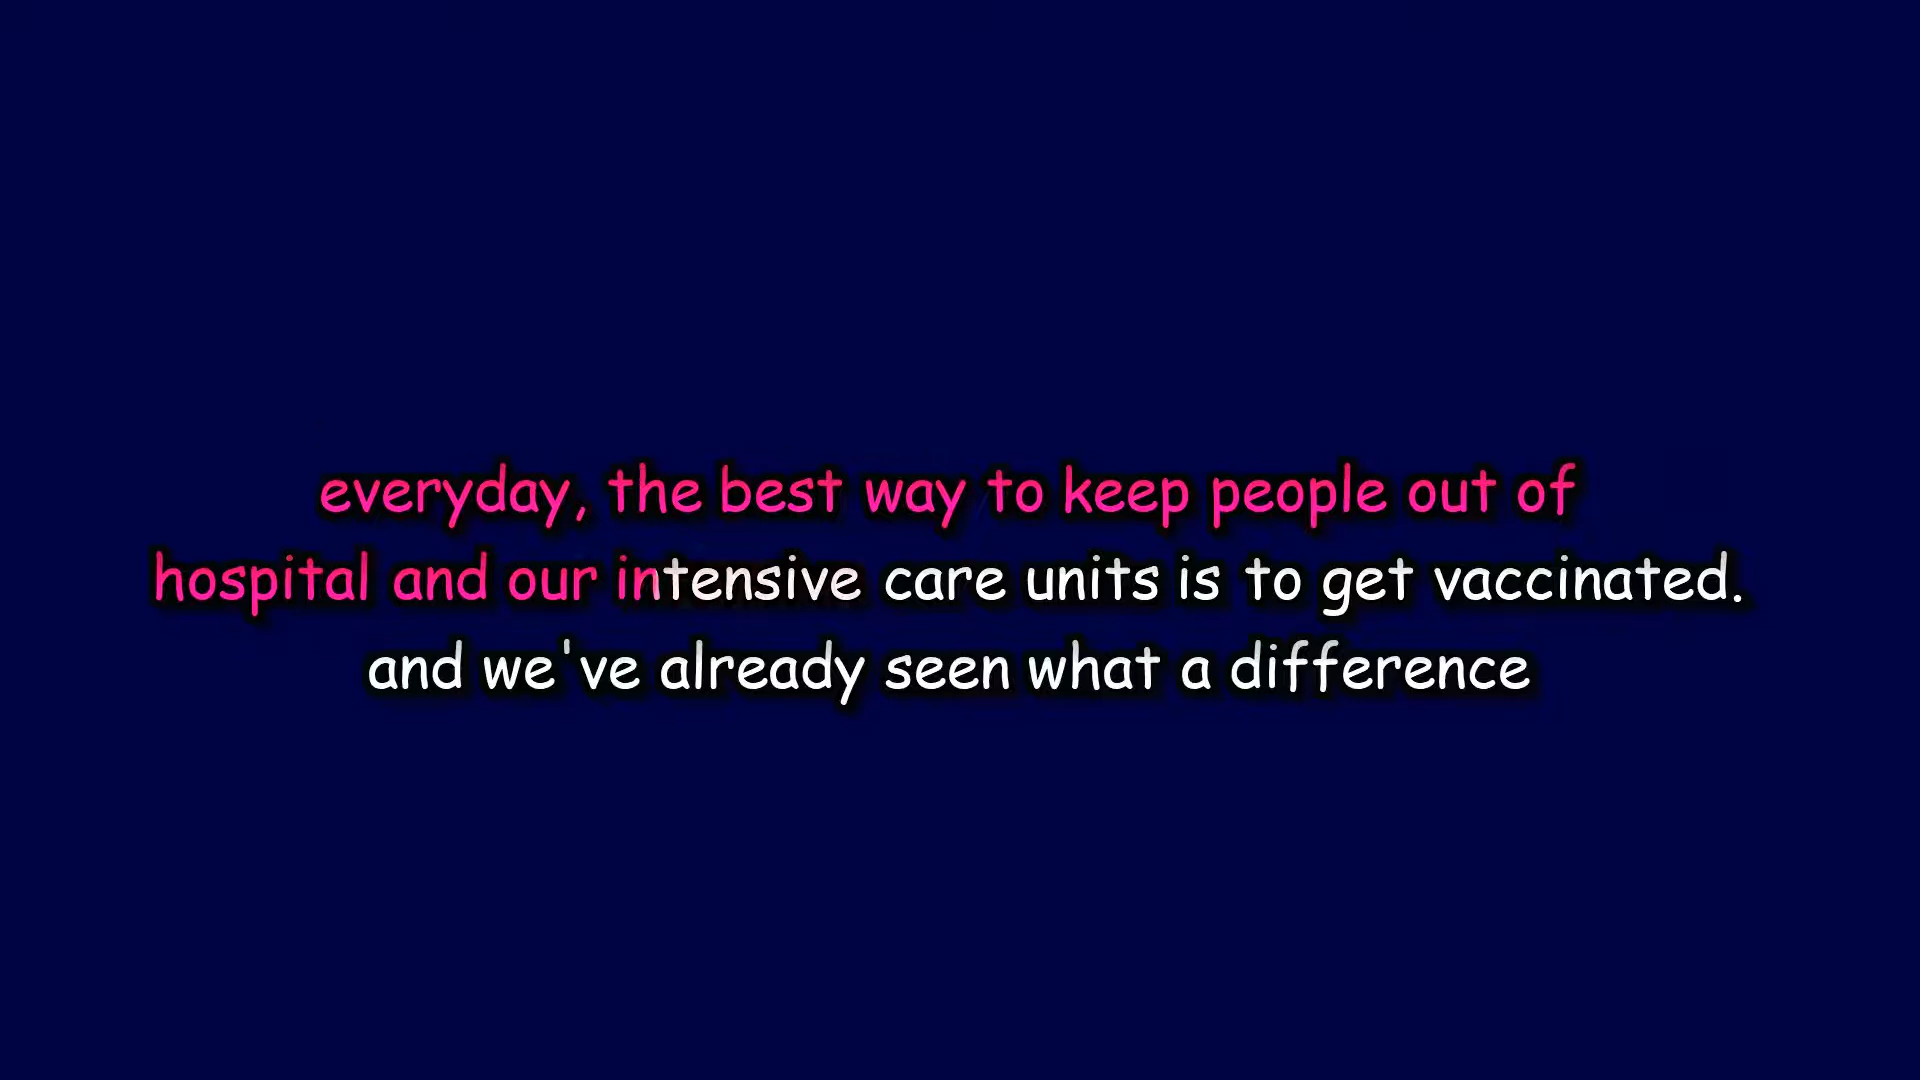 everyday, the best way to keep people out of
hospital and our intensive care units is to get vaccinated.
and we've already seen what a difference